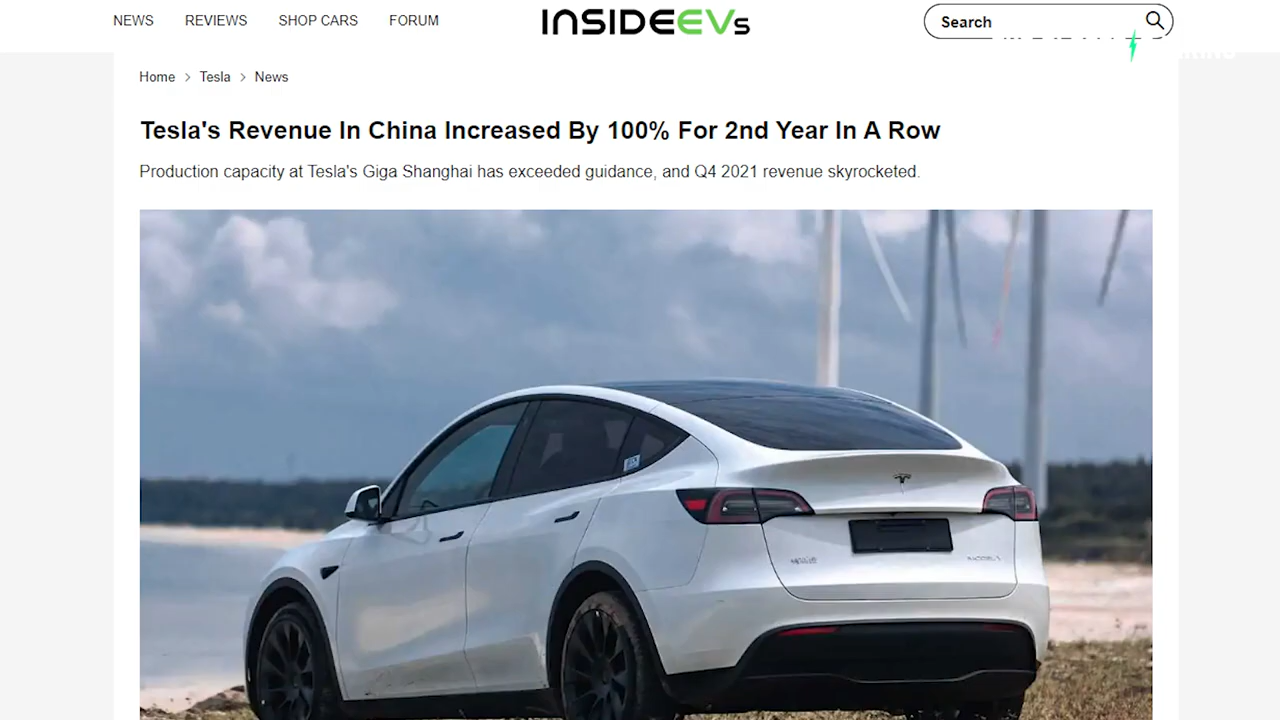 NEWS REVIEWS SHOP CARS FORUM INSIDEEVs Search
Home > Tesla > News
Tesla's Revenue In China Increased By 100% For 2nd Year In A Row
Production capacity at Tesla's Giga Shanghai has exceeded guidance, and Q4 2021 revenue skyrocketed.